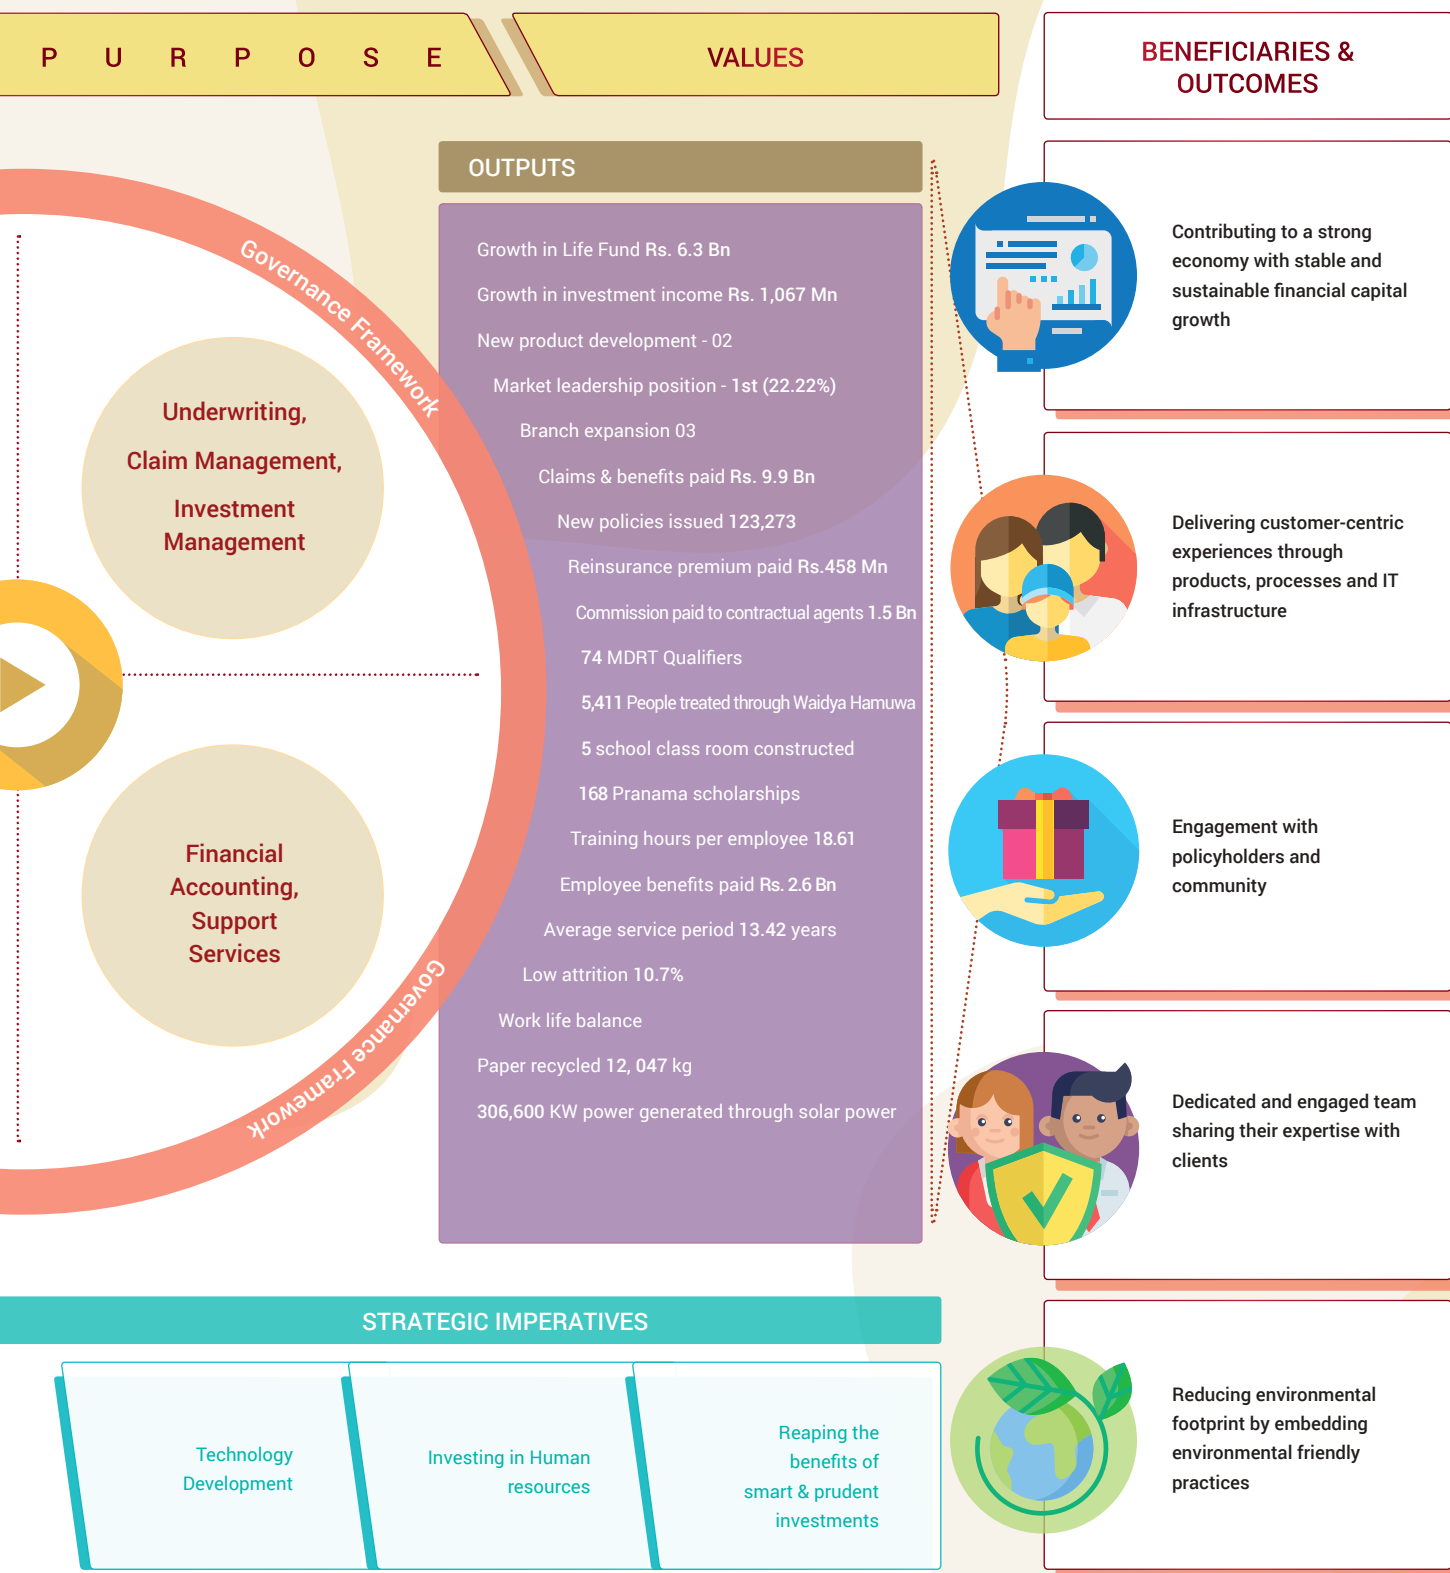 PURPOSE
VALUES
BENEFICIARIES &
OUTCOMES
Governance Framework
Underwriting,
Claim Management,
Investment
Management
Financial
Accounting,
Support
Services
Governance Framework
OUTPUTS
Growth in Life Fund Rs. 6.3 Bn
Growth in investment income Rs. 1,067 Mn
New product development - 02
Market leadership position - 1st (22.22%)
Branch expansion 03
Claims & benefits paid Rs. 9.9 Bn
New policies issued 123,273
Reinsurance premium paid Rs.458 Mn
Commission paid to contractual agents 1.5 Bn
74 MDRT Qualifiers
5,411 People treated through Waidya Hamuwa
5 school class room constructed
168 Pranama scholarships
Training hours per employee 18.61
Employee benefits paid Rs. 2.6 Bn
Average service period 13.42 years
Low attrition 10.7%
Work life balance
Paper recycled 12, 047 kg
306,600 KW power generated through solar power
Contributing to a strong
economy with stable and
sustainable financial capital
growth
Delivering customer-centric
experiences through
products, processes and IT
infrastructure
Engagement with
policyholders and
community
Dedicated and engaged team
sharing their expertise with
clients
Reducing environmental
footprint by embedding
environmental friendly
practices
STRATEGIC IMPERATIVES
Technology
Development
Investing in Human
resources
Reaping the
benefits of
smart & prudent
investments